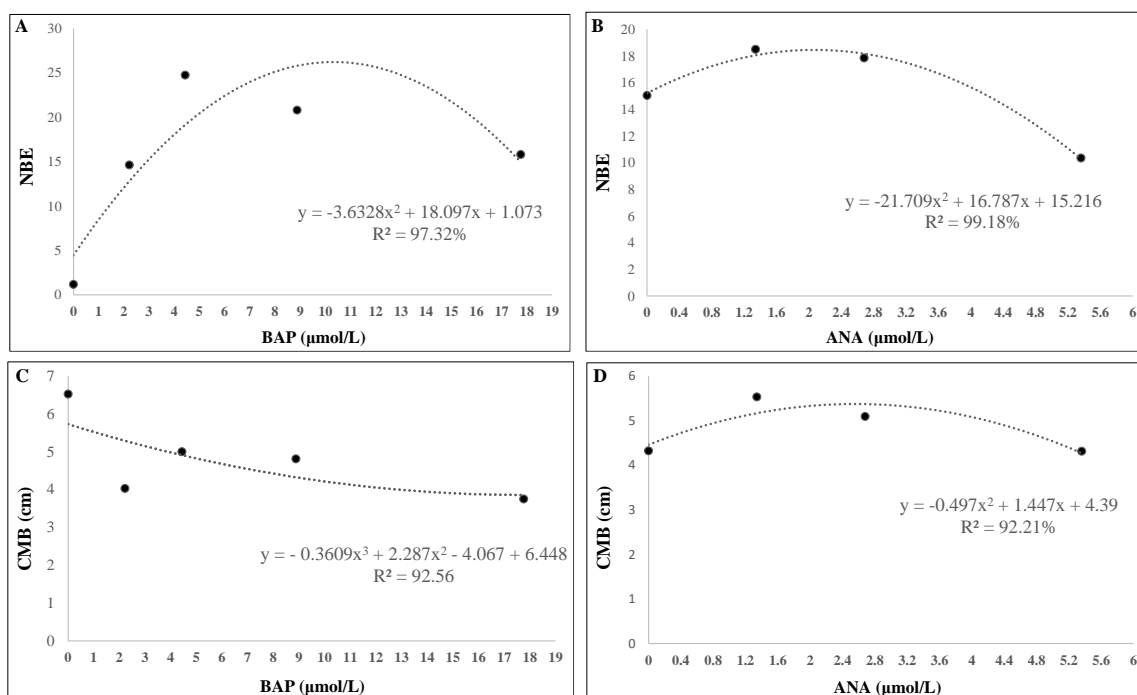 A
30
25
20
15
10
5
0
NBE
y = -3.6328x² + 18.097x + 1.073
R² = 97.32%
0 1 2 3 4 5 6 7 8 9 10 11 12 13 14 15 16 17 18 19
BAP (µmol/L)
B
20
18
16
14
12
10
8
6
4
2
0
NBE
y = -21.709x² + 16.787x + 15.216
R² = 99.18%
0 0.4 0.8 1.2 1.6 2 2.4 2.8 3.2 3.6 4 4.4 4.8 5.2 5.6 6
ANA (µmol/L)
C
7
6
5
4
3
2
1
0
CMB (cm)
y = - 0.3609x³ + 2.287x² - 4.067 + 6.448
R² = 92.56
0 1 2 3 4 5 6 7 8 9 10 11 12 13 14 15 16 17 18 19
BAP (µmol/L)
D
6
5
4
3
2
1
0
CMB (cm)
y = -0.497x² + 1.447x + 4.39
R² = 92.21%
0 0.4 0.8 1.2 1.6 2 2.4 2.8 3.2 3.6 4 4.4 4.8 5.2 5.6 6
ANA (µmol/L)